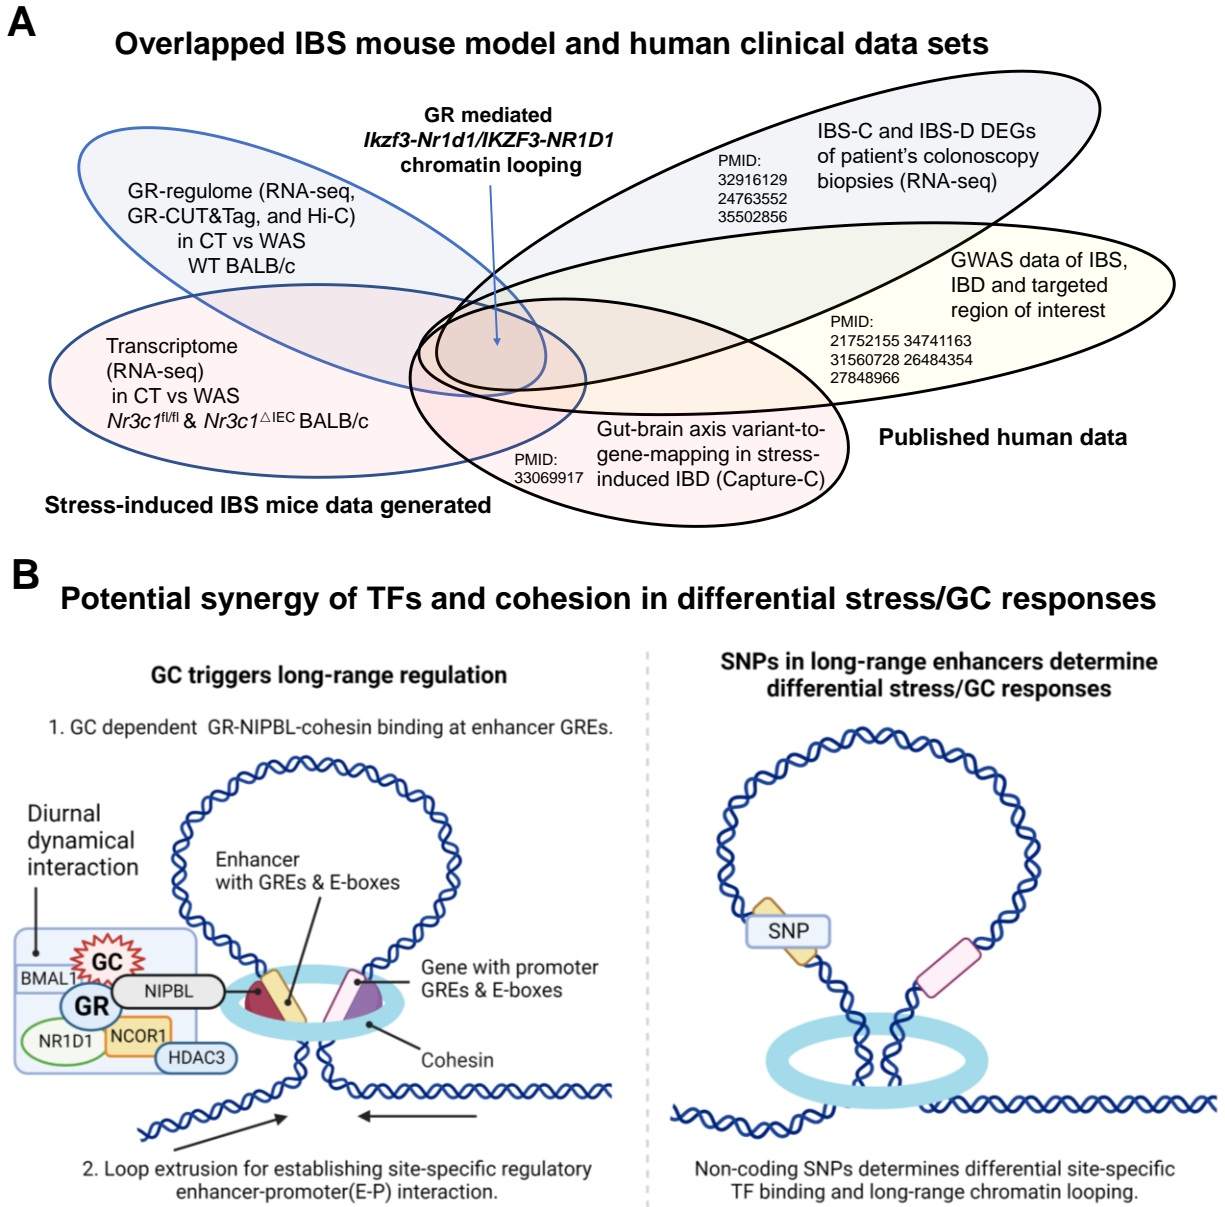 A
Overlapped IBS mouse model and human clinical data sets
GR mediated
Ikzf3-Nr1d1/IKZF3-NR1D1
chromatin looping
GR-regulome (RNA-seq,
GR-CUT&Tag, and Hi-C)
in CT vs WAS
WT BALB/c
PMID:
32916129
24763552
35502856
IBS-C and IBS-D DEGs
of patient's colonoscopy
biopsies (RNA-seq)
GWAS data of IBS,
IBD and targeted
region of interest
PMID:
21752155 34741163
31560728 26484354
27848966
Transcriptome
(RNA-seq)
in CT vs WAS
Nr3c1fl/fl & Nr3c1△IEC BALB/c
Gut-brain axis variant-to-
gene-mapping in stress-
induced IBD (Capture-C)
PMID:
33069917
Published human data
Stress-induced IBS mice data generated
B
Potential synergy of TFs and cohesion in differential stress/GC responses
GC triggers long-range regulation
1. GC dependent GR-NIPBL-cohesin binding at enhancer GREs.
Diurnal
dynamical
interaction
Enhancer
with GREs & E-boxes
GC
BMAL1
GR
NIPBL
NR1D1
NCOR1
HDAC3
Gene with promoter
GREs & E-boxes
Cohesin
2. Loop extrusion for establishing site-specific regulatory
enhancer-promoter(E-P) interaction.
SNPs in long-range enhancers determine
differential stress/GC responses
SNP
Non-coding SNPs determines differential site-specific
TF binding and long-range chromatin looping.